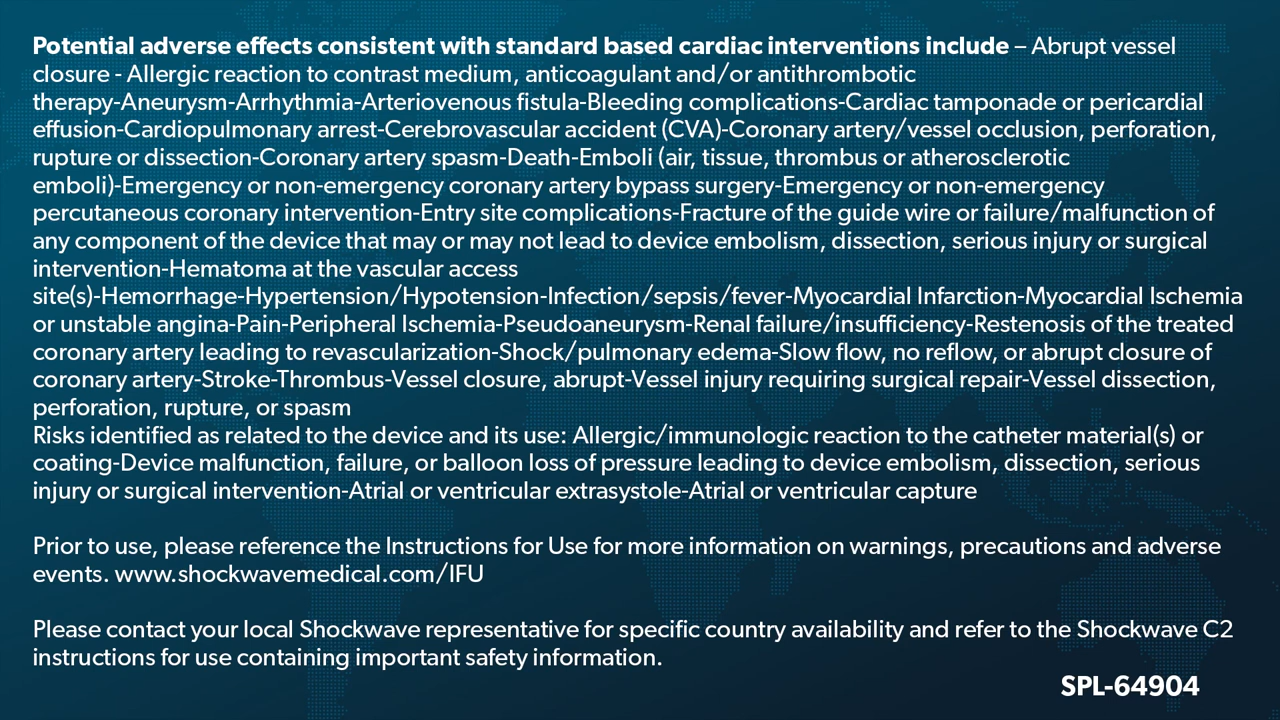 Potential adverse effects consistent with standard based cardiac interventions include – Abrupt vessel
closure - Allergic reaction to contrast medium, anticoagulant and/or antithrombotic
therapy-Aneurysm-Arrhythmia-Arteriovenous fistula-Bleeding complications-Cardiac tamponade or pericardial
effusion-Cardiopulmonary arrest-Cerebrovascular accident (CVA)-Coronary artery/vessel occlusion, perforation,
rupture or dissection-Coronary artery spasm-Death-Emboli (air, tissue, thrombus or atherosclerotic
emboli)-Emergency or non-emergency coronary artery bypass surgery-Emergency or non-emergency
percutaneous coronary intervention-Entry site complications-Fracture of the guide wire or failure/malfunction of
any component of the device that may or may not lead to device embolism, dissection, serious injury or surgical
intervention-Hematoma at the vascular access
site(s)-Hemorrhage-Hypertension/Hypotension-Infection/sepsis/fever-Myocardial Infarction-Myocardial Ischemia
or unstable angina-Pain-Peripheral Ischemia-Pseudoaneurysm-Renal failure/insufficiency-Restenosis of the treated
coronary artery leading to revascularization-Shock/pulmonary edema-Slow flow, no reflow, or abrupt closure of
coronary artery-Stroke-Thrombus-Vessel closure, abrupt-Vessel injury requiring surgical repair-Vessel dissection,
perforation, rupture, or spasm
Risks identified as related to the device and its use: Allergic/immunologic reaction to the catheter material(s) or
coating-Device malfunction, failure, or balloon loss of pressure leading to device embolism, dissection, serious
injury or surgical intervention-Atrial or ventricular extrasystole-Atrial or ventricular capture
Prior to use, please reference the Instructions for Use for more information on warnings, precautions and adverse
events. www.shockwavemedical.com/IFU
Please contact your local Shockwave representative for specific country availability and refer to the Shockwave C2
instructions for use containing important safety information.
SPL-64904